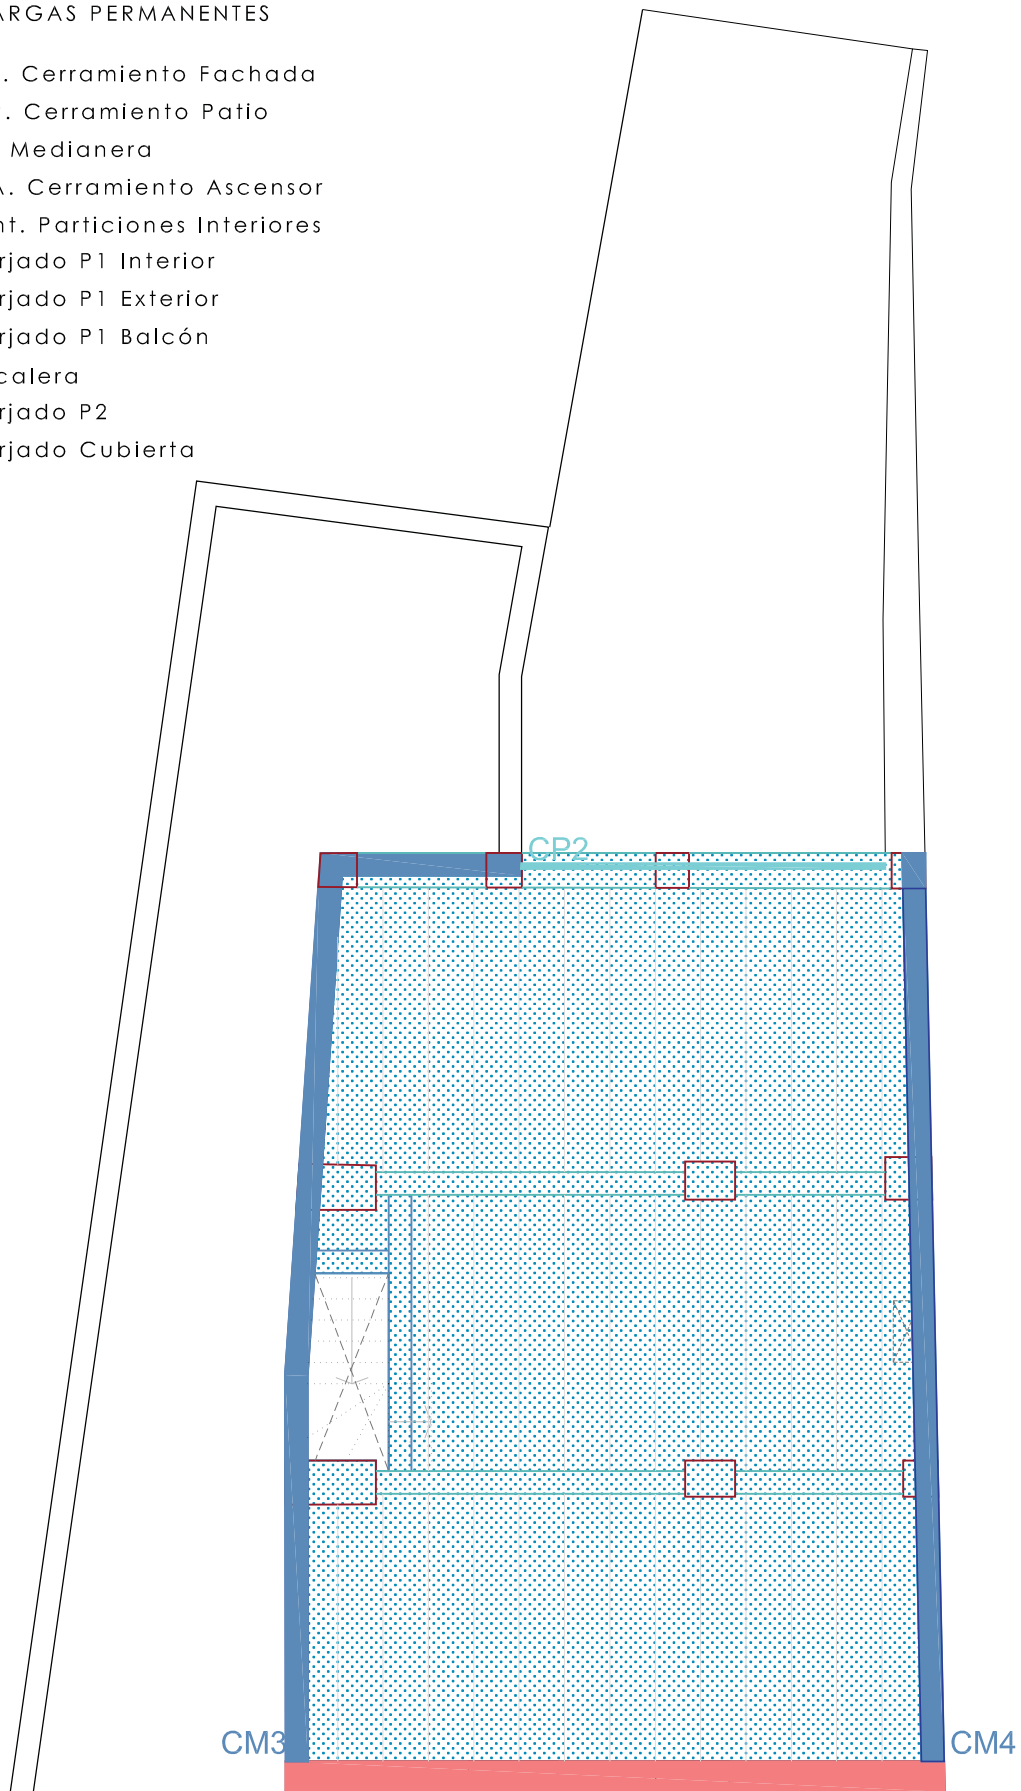 ARGAS PERMANENTES
. Cerramiento Fachada
. Cerramiento Patio
Medianera
A. Cerramiento Ascensor
nt. Particiones Interiores
rjado P1 Interior
rjado P1 Exterior
rjado P1 Balcón
calera
rjado P2
rjado Cubierta
CP2
CM3
CM4